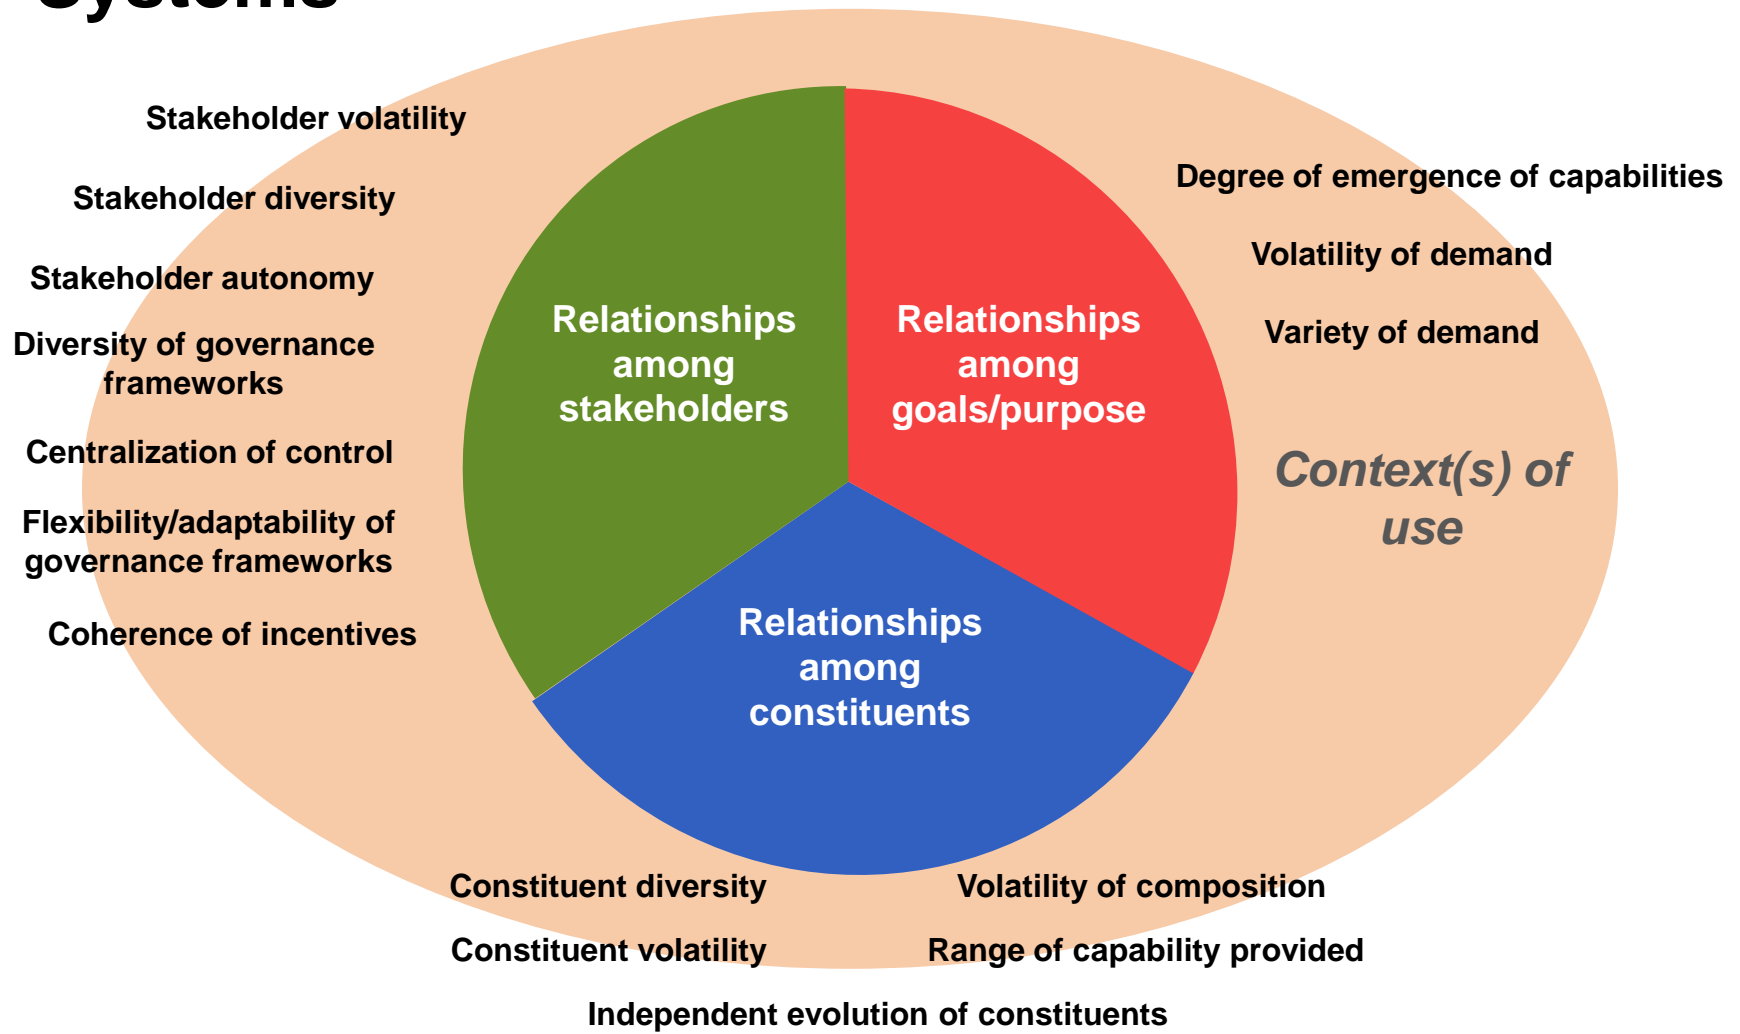 Systems
Stakeholder volatility
Stakeholder diversity
Stakeholder autonomy
Diversity of governance
frameworks
Centralization of control
Flexibility/adaptability of
governance frameworks
Coherence of incentives
Relationships
among
stakeholders
Relationships
among
goals/purpose
Relationships
among
constituents
Degree of emergence of capabilities
Volatility of demand
Variety of demand
Context(s) of
use
Constituent diversity
Constituent volatility
Volatility of composition
Range of capability provided
Independent evolution of constituents